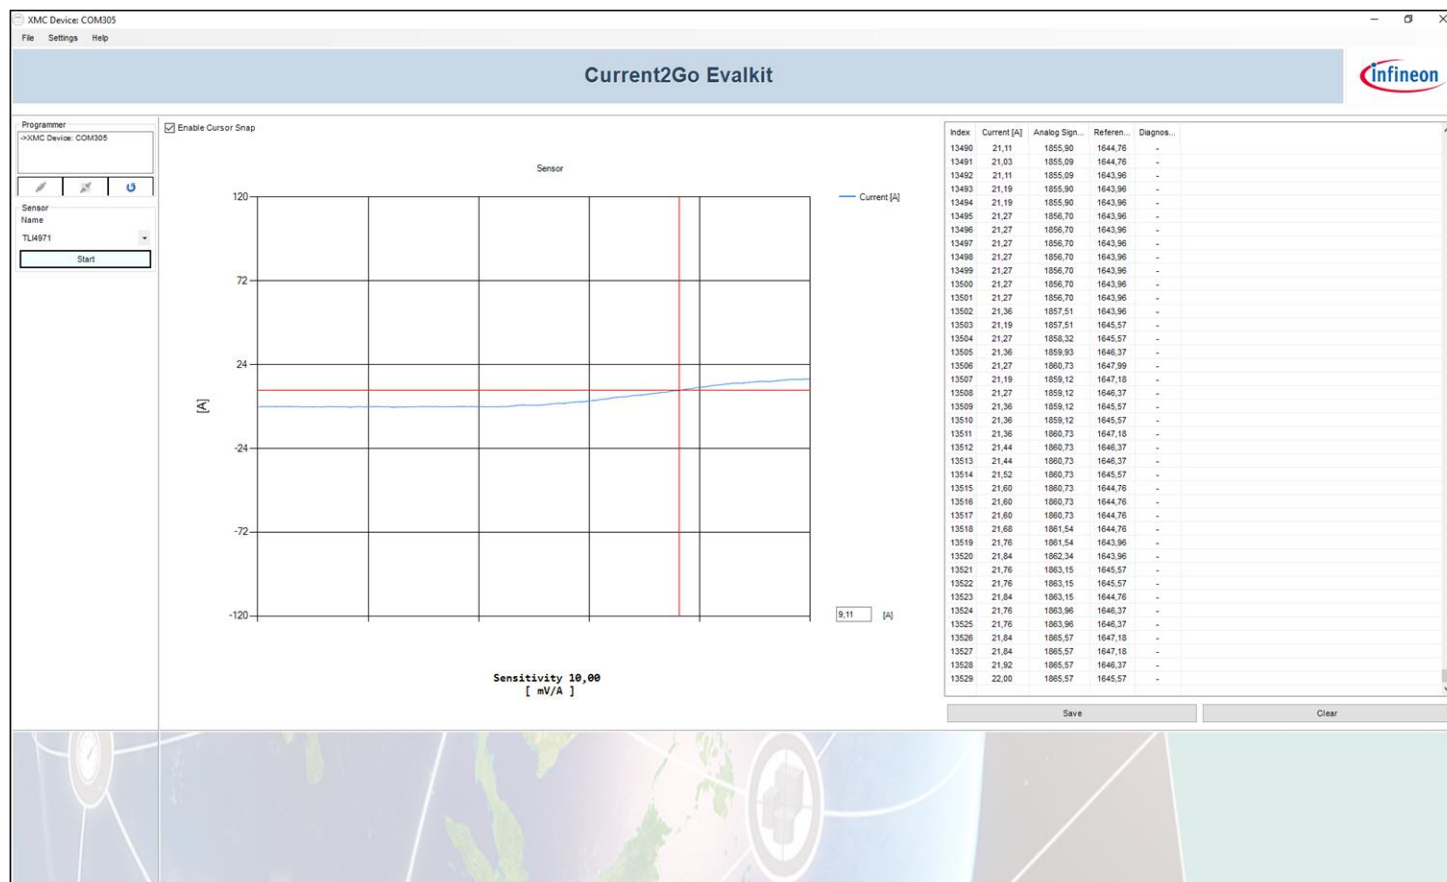 XMC Device: COM305
File Settings Help
Current2Go Evalkit
infineon
Programmer
->XMC Device: COM305
Sensor
Name
TLI4971
Start
Enable Cursor Snap
Sensor
Current [A]
120
72
24
-24
-72
-120
[A]
9,11 [A]
Sensitivity 10,00
[ mV/A ]
Index Current [A] Analog Sign... Referen... Diagnos...
13490 21,11 1855,90 1644,76 -
13491 21,03 1855,09 1644,76 -
13492 21,11 1855,09 1643,96 -
13493 21,19 1855,90 1643,96 -
13494 21,19 1855,90 1643,96 -
13495 21,27 1856,70 1643,96 -
13496 21,27 1856,70 1643,96 -
13497 21,27 1856,70 1643,96 -
13498 21,27 1856,70 1643,96 -
13499 21,27 1856,70 1643,96 -
13500 21,27 1856,70 1643,96 -
13501 21,27 1856,70 1643,96 -
13502 21,36 1857,51 1643,96 -
13503 21,19 1857,51 1645,57 -
13504 21,27 1858,32 1645,57 -
13505 21,36 1859,93 1646,37 -
13506 21,27 1860,73 1647,99 -
13507 21,19 1859,12 1647,18 -
13508 21,27 1859,12 1646,37 -
13509 21,36 1859,12 1645,57 -
13510 21,36 1859,12 1645,57 -
13511 21,36 1860,73 1647,18 -
13512 21,44 1860,73 1646,37 -
13513 21,44 1860,73 1646,37 -
13514 21,52 1860,73 1645,57 -
13515 21,60 1860,73 1644,76 -
13516 21,60 1860,73 1644,76 -
13517 21,60 1860,73 1644,76 -
13518 21,68 1861,54 1644,76 -
13519 21,76 1861,54 1643,96 -
13520 21,84 1862,34 1643,96 -
13521 21,76 1863,15 1645,57 -
13522 21,76 1863,15 1645,57 -
13523 21,84 1863,15 1644,76 -
13524 21,76 1863,96 1646,37 -
13525 21,76 1863,96 1646,37 -
13526 21,84 1865,57 1647,18 -
13527 21,84 1865,57 1647,18 -
13528 21,92 1865,57 1646,37 -
13529 22,00 1865,57 1645,57 -
Save Clear